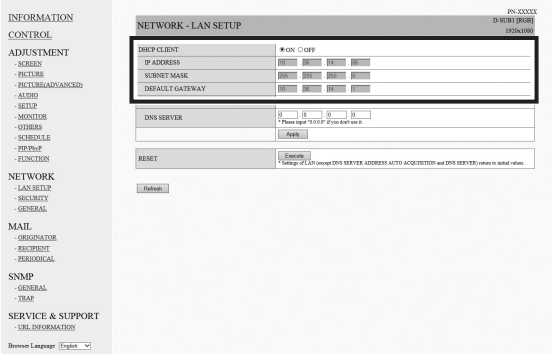 INFORMATION
CONTROL
ADJUSTMENT
- SCREEN
- PICTURE
- PICTURE(ADVANCED)
- AUDIO
- SETUP
- MONITOR
- OTHERS
- SCHEDULE
- PIP/PbyP
- FUNCTION
NETWORK
- LAN SETUP
- SECURITY
- GENERAL
MAIL
- ORIGINATOR
- RECIPIENT
- PERIODICAL
SNMP
- GENERAL
- TRAP
SERVICE & SUPPORT
- URL INFORMATION
Browser Language English
PN-XXXXX
NETWORK - LAN SETUP
D-SUB1 [RGB]
1920x1080
DHCP CLIENT ON OFF
IP ADDRESS
SUBNET MASK 255 . 255 . 255 . 0
DEFAULT GATEWAY
DNS SERVER 0 . 0 . 0 . 0
* Please input "0.0.0.0" if you don't use it.
Apply
RESET Execute
* Settings of LAN (except DNS SERVER ADDRESS AUTO ACQUISITION and DNS SERVER) return to initial values.
Refresh